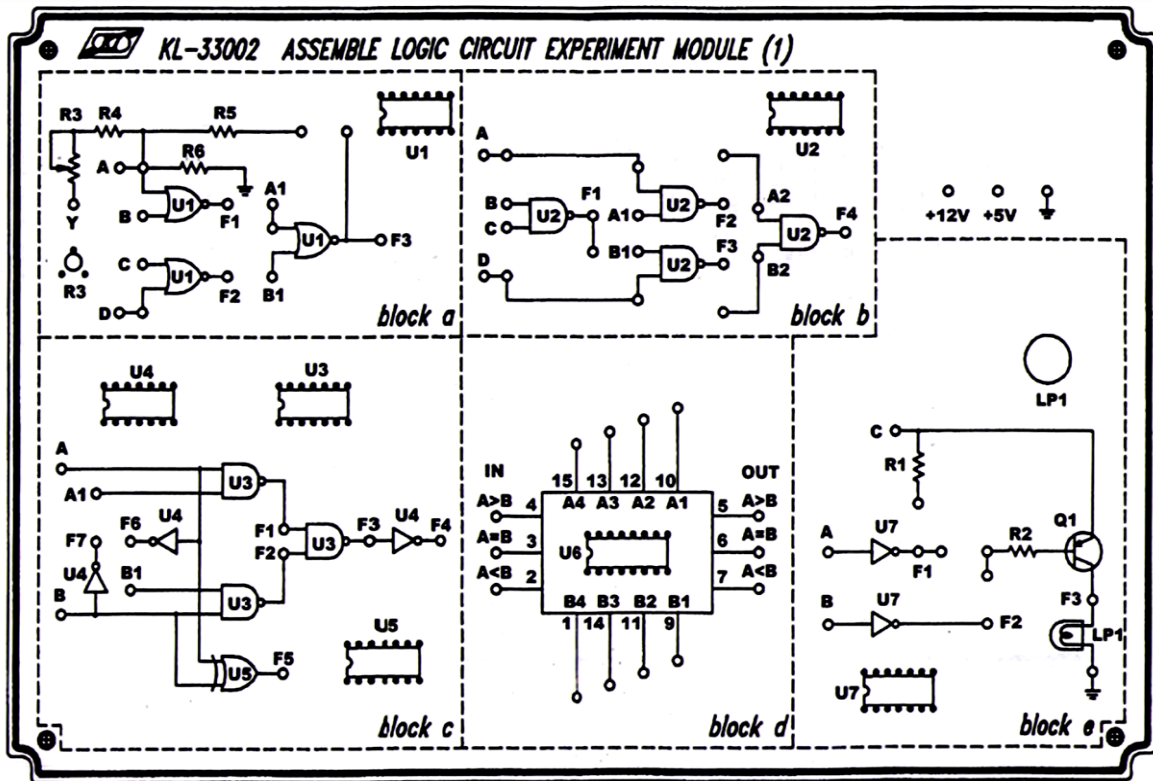 KL-33002 ASSEMBLE LOGIC CIRCUIT EXPERIMENT MODULE (1)
R3 R4 R5
U1
A R6
A1
Y B U1 F1
U1 F3
R3
C U1 F2
B1
D
block a
A
U2
B U2 F1 A1 U2 F2 A2
C
U2 F4
D B1 U2 F3 B2
block b
+12V +5V
U4 U3
A
A1 U3
F7 F6 U4
F1 U3 F3 U4 F4
F2
U4 B1
B U3
U5
U5 F5
block c
15 13 12 10
A4 A3 A2 A1
IN OUT
A>B 4 5 A>B
A=B 3 U6 6 A=B
A<B 2 7 A<B
B4 B3 B2 B1
1 14 11 9
block d
LP1
C
R1
A U7 F1 R2 Q1
B U7 F2
F3
LP1
U7
block e